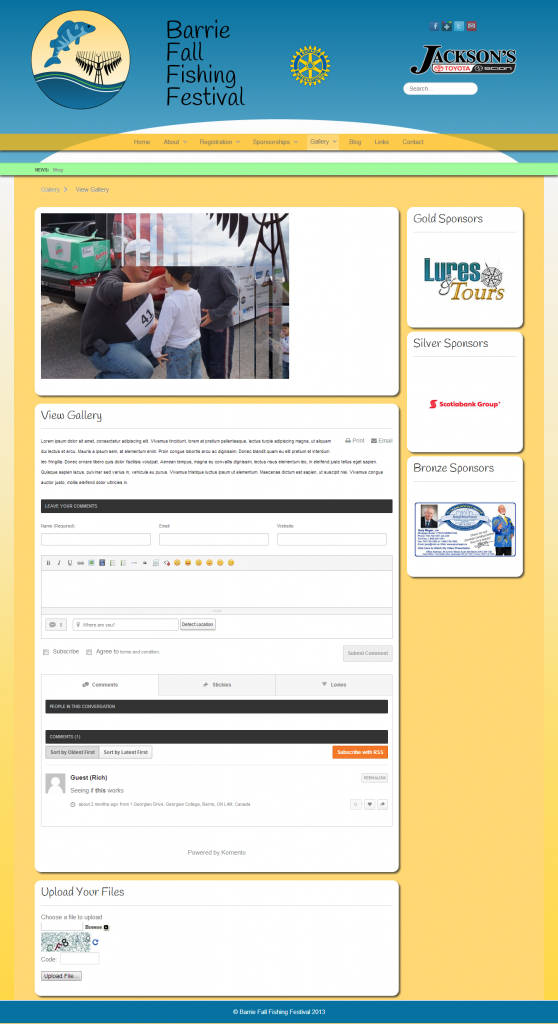 Barrie
Fall
Fishing
Festival
JACKSON'S
TOYOTA SCION
Search...
Home About Registration Sponsorships Gallery Blog Links Contact
NEWS: Blog
Gallery View Gallery
41
Gold Sponsors
Lures
& Tours
Silver Sponsors
Scotiabank Group
Bronze Sponsors
View Gallery
Print Email
Lorem ipsum dolor sit amet, consectetur adipiscing elit. Vivamus tincidunt, lorem at pretium pellentesque, lectus turpis adipiscing magna, ut aliquam
dui lectus at arcu. Mauris a ipsum sem, at elementum enim. Proin congue lobortis arcu ac dignissim. Donec blandit quam eu elit pretium et interdum
leo fringilla. Donec ornare libero quis dolor facilisis volutpat. Aenean tempus, magna eu convallis dignissim, lectus risus elementum leo, in eleifend justo tellus eget sapien.
Quisque sapien lacus, pulvinar sed varius in, vehicula eu purus. Vivamus tristique luctus ipsum ut elementum. Maecenas dictum est sapien, ut suscipit nisi. Vivamus congue
auctor justo, mollis eleifend dolor ultricies in.
LEAVE YOUR COMMENTS
Name (Required): Email: Website:
B I U
0 Where are you? Detect Location
Subscribe Agree to terms and condition.
Submit Comment
Comments Stickies Lovies
PEOPLE IN THIS CONVERSATION
COMMENTS (1)
Sort by Oldest First Sort by Latest First Subscribe with RSS
Guest (Rich) PERMALINK
Seeing if this works
about 2 months ago from 1 Georgian Drive, Georgian College, Barrie, ON L4M, Canada
0
Powered by Komento
Upload Your Files
Choose a file to upload
Browse
Code:
Upload File...
© Barrie Fall Fishing Festival 2013